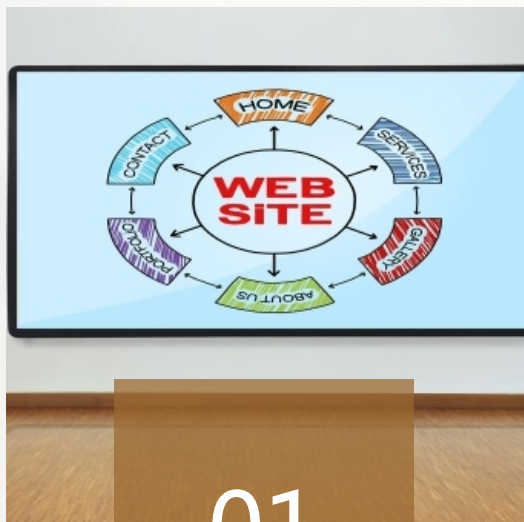 HOME
SERVICES
GALLERY
ABOUT US
PORTFOLIO
CONTACT
WEB
SiTE
01